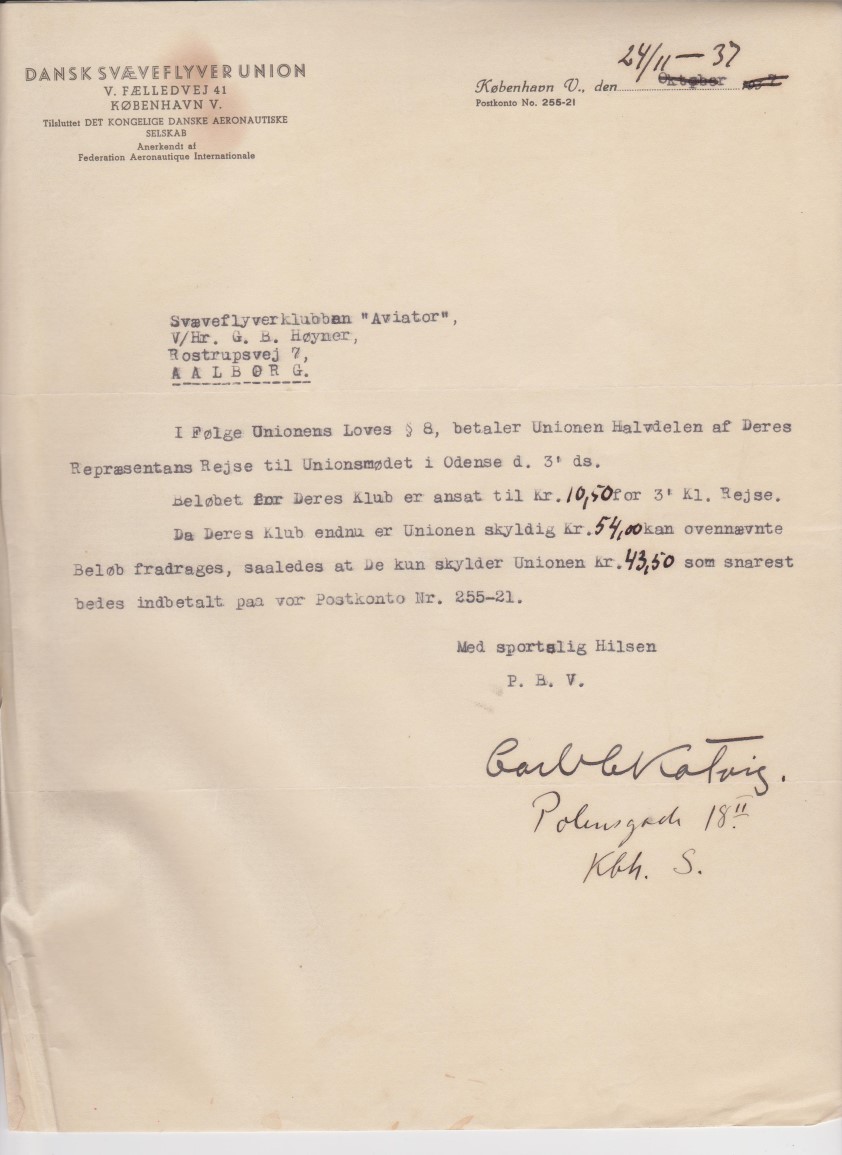 DANSK SVÆVEFLYVER UNION
V. FÆLLEDVEJ 41
KØBENHAVN V.
Tilsluttet DET KONGELIGE DANSKE AERONAUTISKE
SELSKAB
Anerkendt af
Federation Aeronautique Internationale
24/11 - 37
København V., den Oktober
Postkonto No. 255-21
Svæveflyverklubban "Aviator",
V/Hr. G. B. Høyner,
Rostrupsvej 7,
A A L B O R G.
I Følge Unionens Loves § 8, betaler Unionen Halvdelen af Deres
Repræsentans Rejse til Unionsmødet i Odense d. 3' ds.
Beløbet for Deres Klub er ansat til Kr. 10,50 for 3' Kl. Rejse.
Da Deres Klub endnu er Unionen skyldig Kr. 54,00 kan ovennævnte
Beløb fradrages, saaledes at De kun skylder Unionen Kr. 43,50 som snarest
bedes indbetalt paa vor Postkonto Nr. 255-21.
Med sportslig Hilsen
P. B. V.
18 II
Kbh. S.